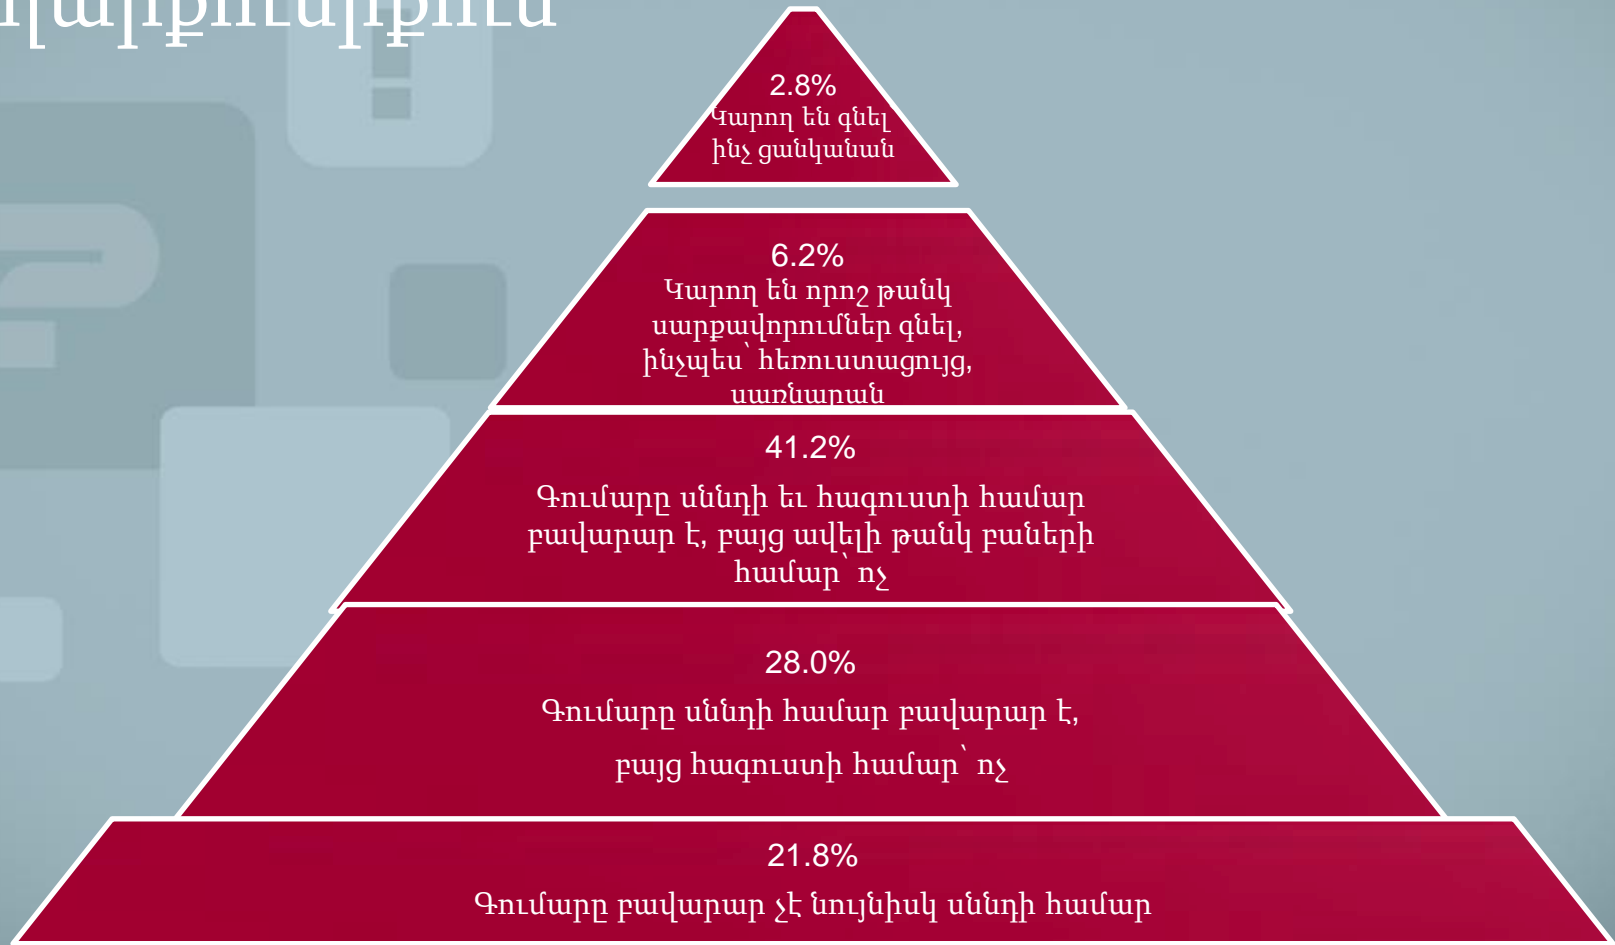 2.8%
Կարող են գնել
ինչ ցանկանան
6.2%
Կարող են որոշ թանկ
սարքավորումներ գնել,
ինչպես՝ հեռուստացույց,
սառնարան
41.2%
Գումարը սննդի եւ հագուստի համար
բավարար է, բայց ավելի թանկ բաների
համար՝ ոչ
28.0%
Գումարը սննդի համար բավարար է,
բայց հագուստի համար՝ ոչ
21.8%
Գումարը բավարար չէ նույնիսկ սննդի համար